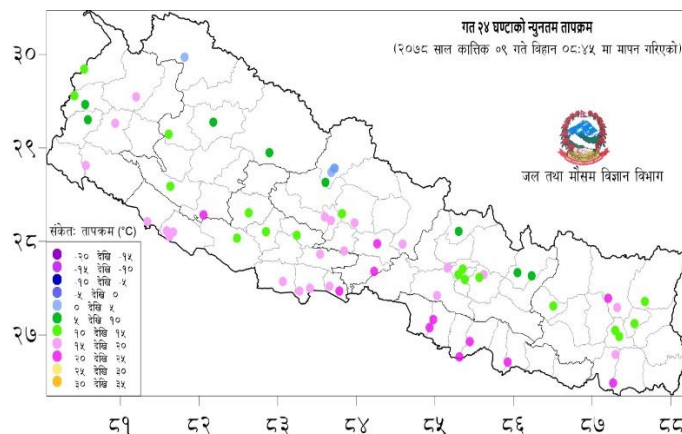 गत २४ घण्टाको न्युनतम तापक्रम
(२०७८ साल कात्तिक ०९ गते विहान ०८:४५ मा मापन गरिएको)
३०
२९
जल तथा मौसम विज्ञान विभाग
२८
संकेत: तापक्रम (°C)
-२० देखि -१५
-१५ देखि -१०
-१० देखि -५
-५ देखि ०
० देखि ५
५ देखि १०
१० देखि १५
१५ देखि २०
२० देखि २५
२५ देखि ३०
३० देखि ३५
२७
८१ ८२ ८३ ८४ ८५ ८६ ८७ ८८